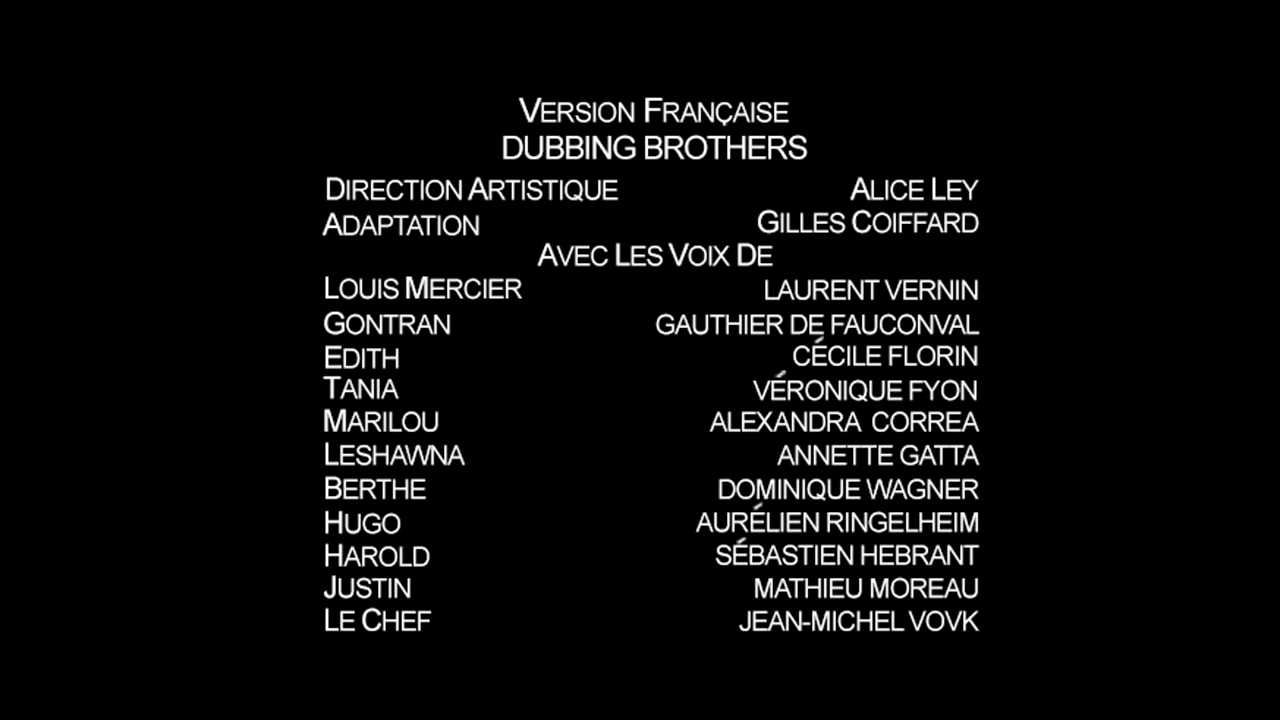 VERSION FRANÇAISE
DUBBING BROTHERS
DIRECTION ARTISTIQUE ALICE LEY
ADAPTATION GILLES COIFFARD
AVEC LES VOIX DE
LOUIS MERCIER LAURENT VERNIN
GONTRAN GAUTHIER DE FAUCONVAL
EDITH CÉCILE FLORIN
TANIA VÉRONIQUE FYON
MARILOU ALEXANDRA CORREA
LESHAWNA ANNETTE GATTA
BERTHE DOMINIQUE WAGNER
HUGO AURÉLIEN RINGELHEIM
HAROLD SÉBASTIEN HEBRANT
JUSTIN MATHIEU MOREAU
LE CHEF JEAN-MICHEL VOVK